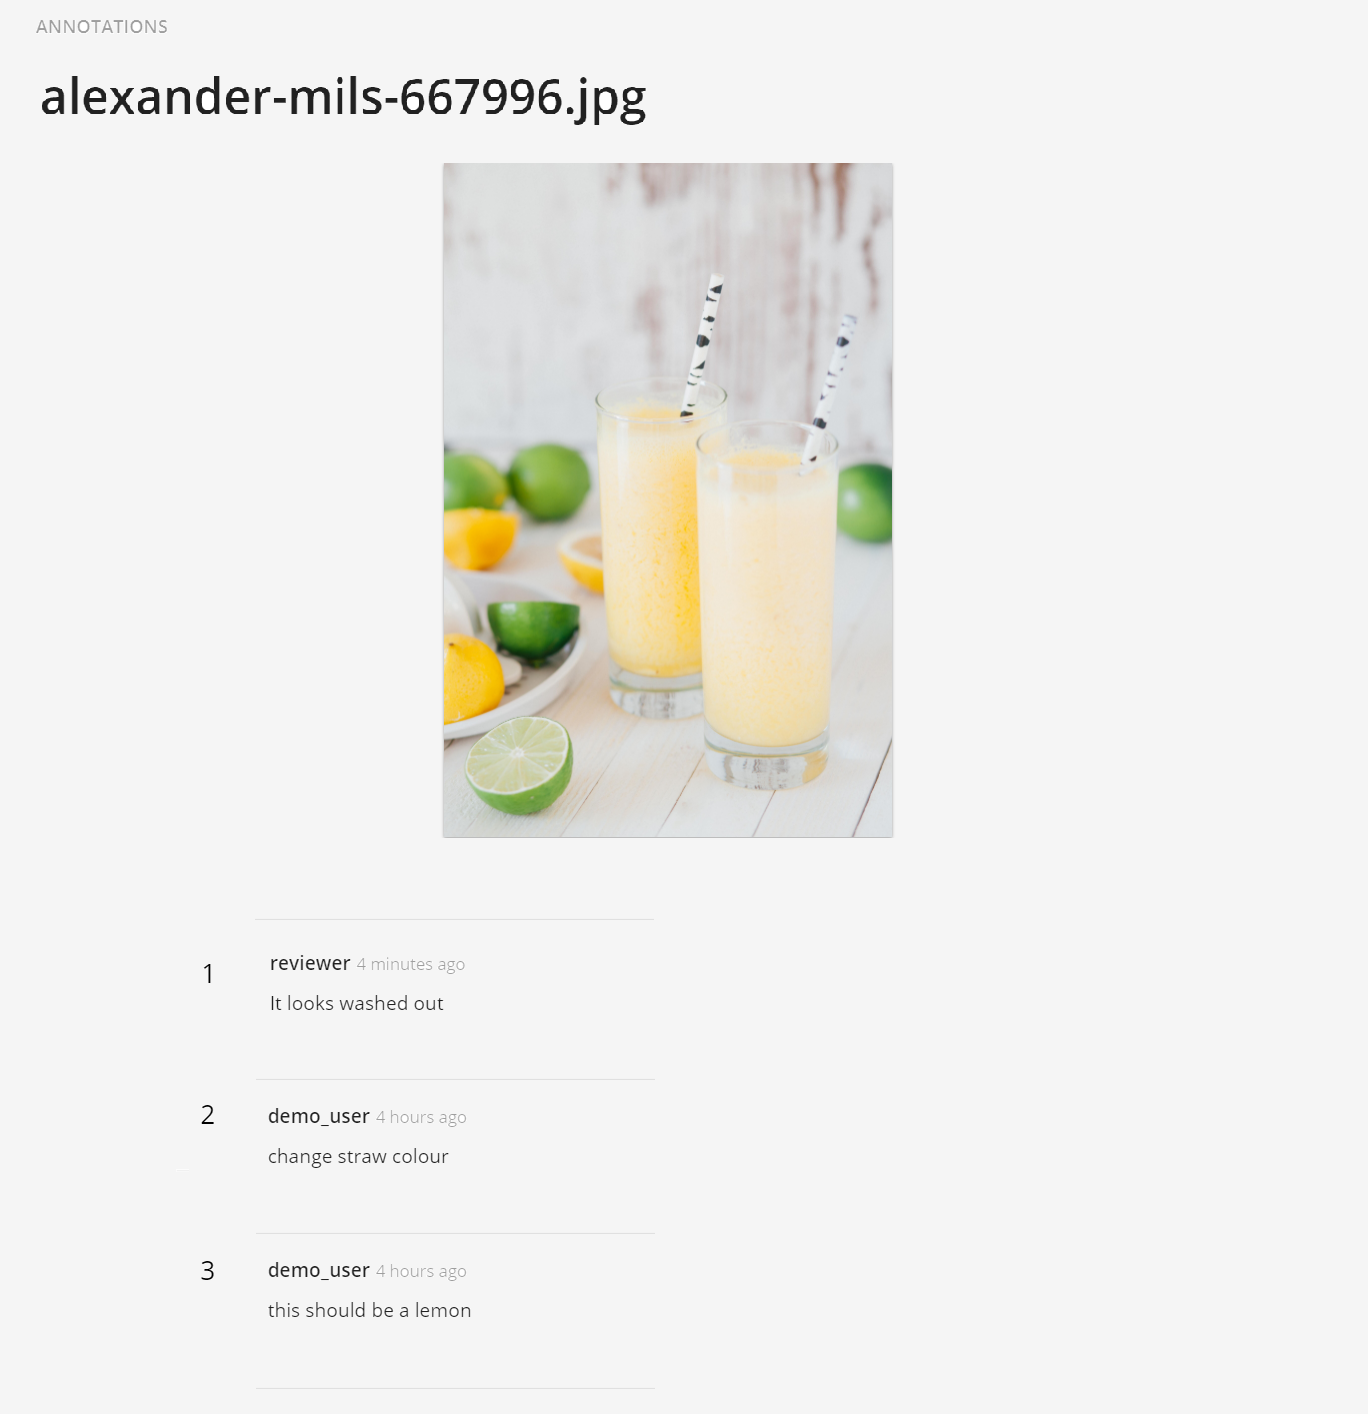 ANNOTATIONS
alexander-mils-667996.jpg
1
reviewer 4 minutes ago
It looks washed out
2
demo_user 4 hours ago
change straw colour
3
demo_user 4 hours ago
this should be a lemon